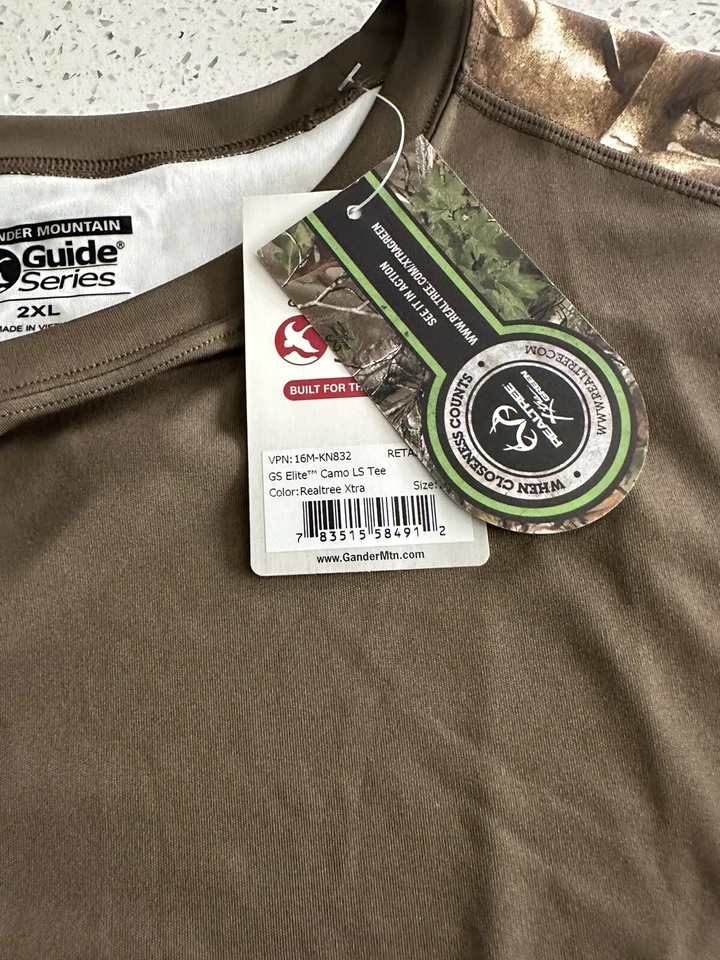 NDER MOUNTAIN
Guide®
Series
2XL
MADE IN VIE
BUILT FOR TH
VPN: 16M-KN832 RETA
GS Elite™ Camo LS Tee
Color: Realtree Xtra Size:
7 83515 58491 2
www.GanderMtn.com
SEE IT IN ACTION
WWW.REALTREE.COM/XTRAGREEN
• WHEN CLOSENESS COUNTS •
WWW.REALTREE.COM
REALTREE
Xtra
GREEN